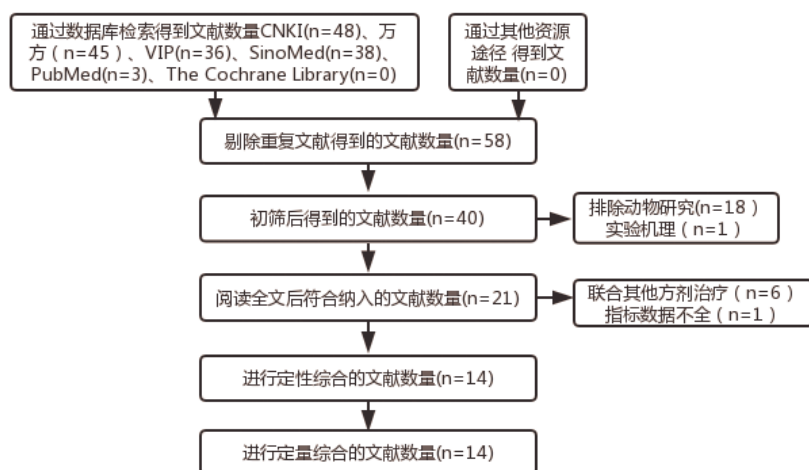 通过数据库检索得到文献数量CNKI(n=48)、万
方（n=45）、VIP(n=36)、SinoMed(n=38)、
PubMed(n=3)、The Cochrane Library(n=0)
通过其他资源
途径 得到文
献数量(n=0)
剔除重复文献得到的文献数量(n=58)
初筛后得到的文献数量(n=40)
排除动物研究(n=18）
实验机理（n=1）
阅读全文后符合纳入的文献数量(n=21)
联合其他方剂治疗（n=6）
指标数据不全（n=1）
进行定性综合的文献数量(n=14)
进行定量综合的文献数量(n=14)